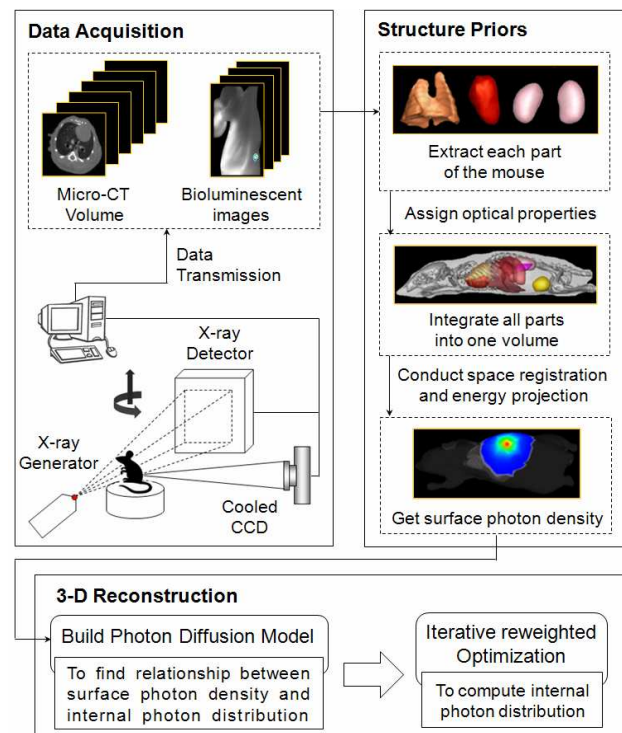 Data Acquisition
Micro-CT
Volume
Bioluminescent
images
Data
Transmission
X-ray
Detector
X-ray
Generator
Cooled
CCD
Structure Priors
Extract each part
of the mouse
Assign optical properties
Integrate all parts
into one volume
Conduct space registration
and energy projection
Get surface photon density
3-D Reconstruction
Build Photon Diffusion Model
To find relationship between
surface photon density and
internal photon distribution
Iterative reweighted
Optimization
To compute internal
photon distribution